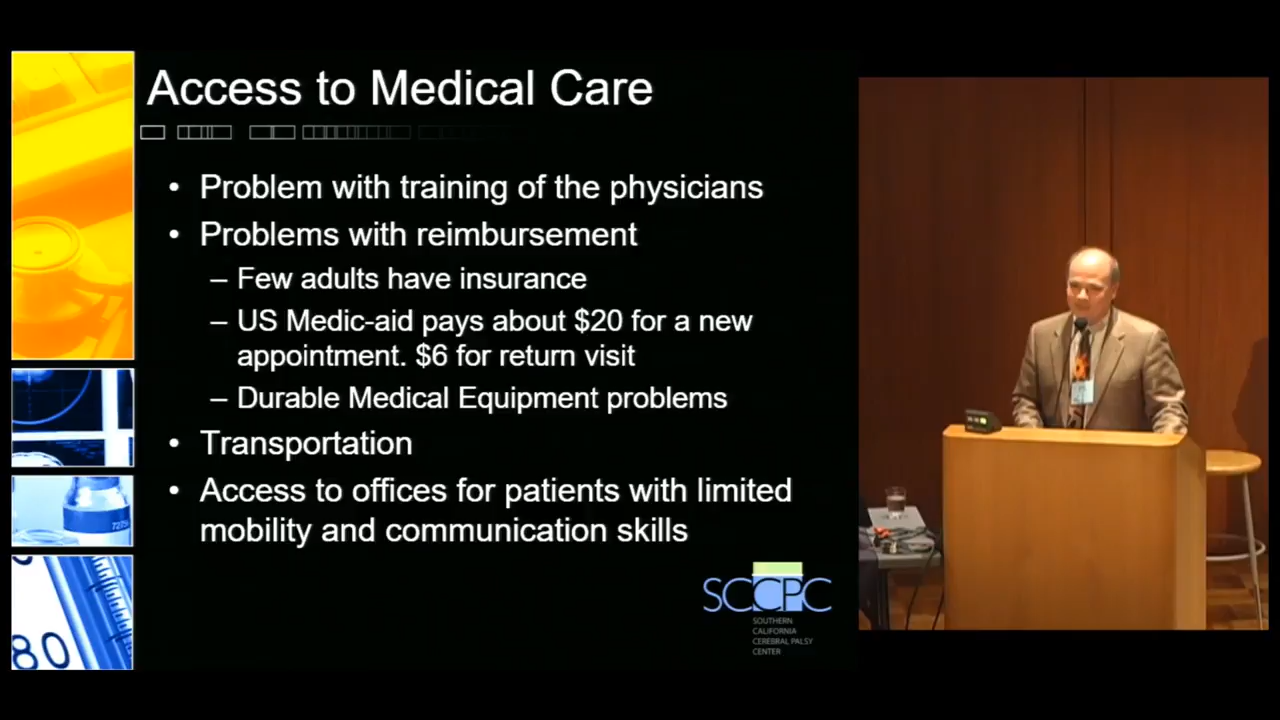 Access to Medical Care
• Problem with training of the physicians
• Problems with reimbursement
– Few adults have insurance
– US Medic-aid pays about $20 for a new
appointment. $6 for return visit
– Durable Medical Equipment problems
• Transportation
• Access to offices for patients with limited
mobility and communication skills
SCCPC
SOUTHERN
CALIFORNIA
CEREBRAL PALSY
CENTER
80